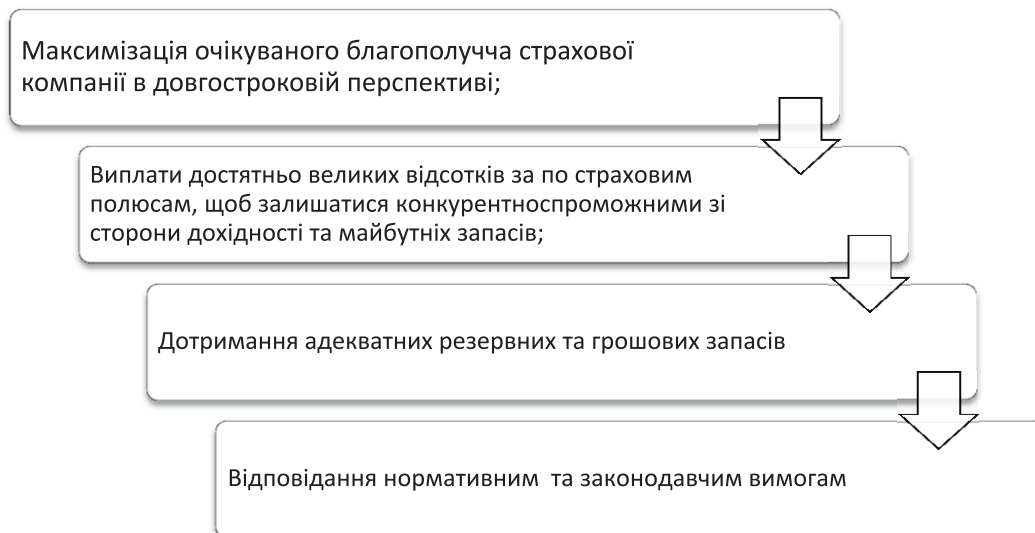 Максимізація очікуваного благополучча страхової
компанії в довгостроковій перспективі;
Виплати достятньо великих відсотків за по страховим
полюсам, щоб залишатися конкурентноспроможними зі
сторони дохідності та майбутніх запасів;
Дотримання адекватних резервних та грошових запасів
Відповідання нормативним  та законодавчим вимогам